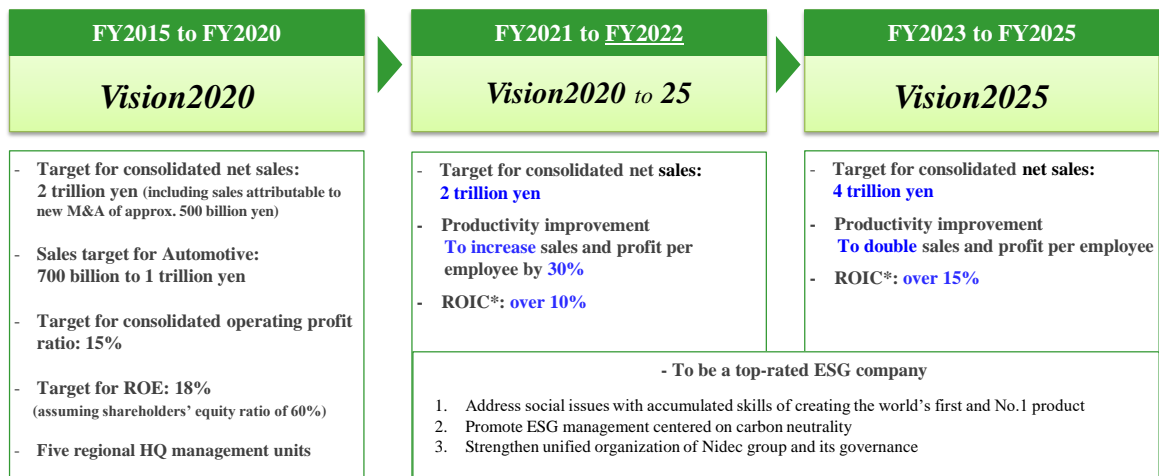 FY2015 to FY2020
Vision2020
- Target for consolidated net sales:
2 trillion yen (including sales attributable to
new M&A of approx. 500 billion yen)
- Sales target for Automotive:
700 billion to 1 trillion yen
- Target for consolidated operating profit
ratio: 15%
- Target for ROE: 18%
(assuming shareholders’ equity ratio of 60%)
- Five regional HQ management units
FY2021 to FY2022
Vision2020 to 25
- Target for consolidated net sales:
2 trillion yen
- Productivity improvement
To increase sales and profit per
employee by 30%
- ROIC*: over 10%
FY2023 to FY2025
Vision2025
- Target for consolidated net sales:
4 trillion yen
- Productivity improvement
To double sales and profit per employee
- ROIC*: over 15%
- To be a top-rated ESG company
1. Address social issues with accumulated skills of creating the world’s first and No.1 product
2. Promote ESG management centered on carbon neutrality
3. Strengthen unified organization of Nidec group and its governance